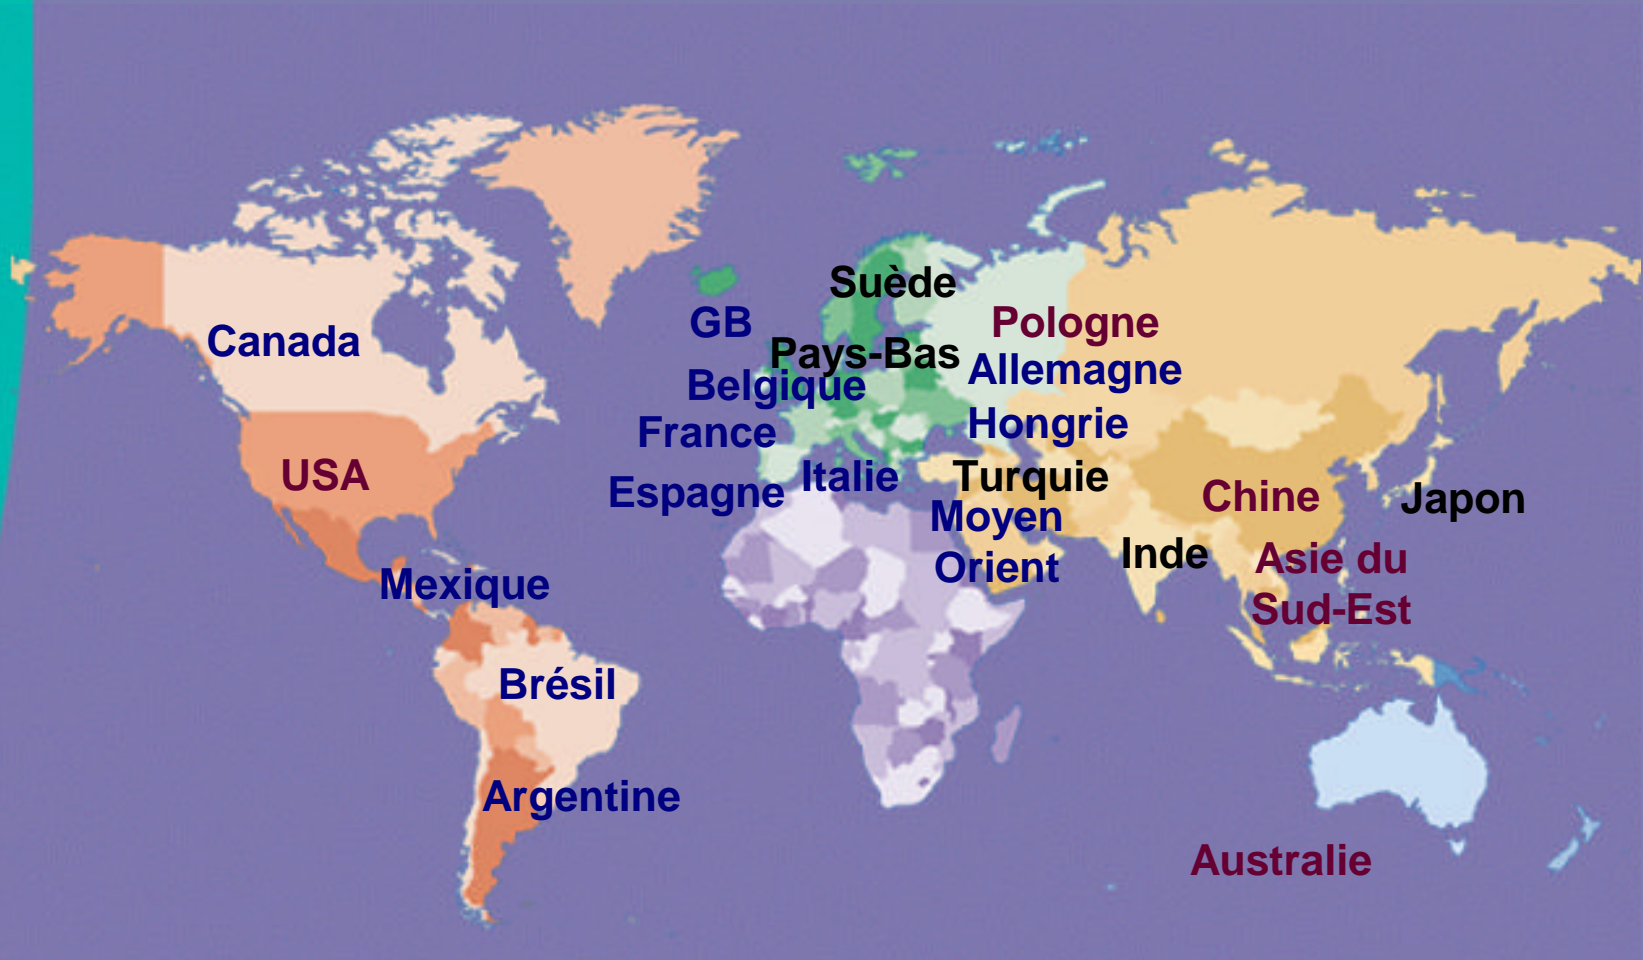 Suède
GB
Pologne
Canada
Pays-Bas
Allemagne
Belgique
Hongrie
France
USA
Italie
Turquie
Espagne
Chine
Japon
Moyen
Orient
Inde
Asie du
Sud-Est
Mexique
Brésil
Argentine
Australie